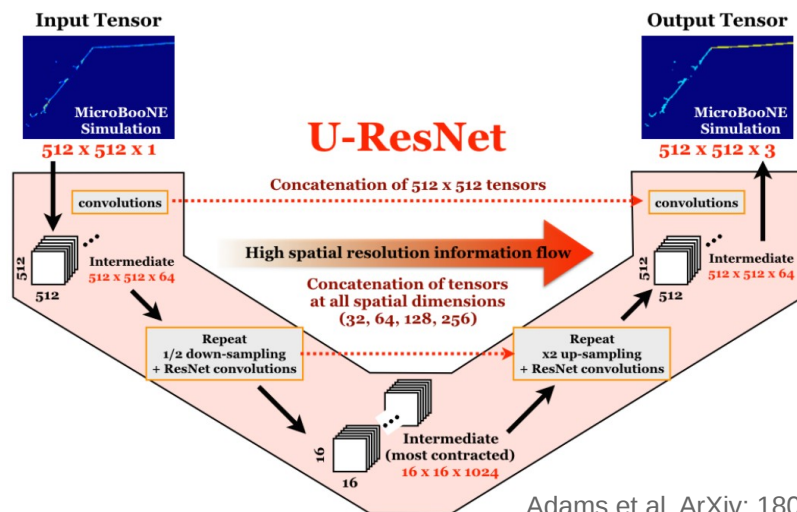 Input Tensor
Output Tensor
MicroBooNE
Simulation
MicroBooNE
Simulation
512 x 512 x 1
512 x 512 x 3
U-ResNet
Concatenation of 512 x 512 tensors
convolutions
convolutions
High spatial resolution information flow
512
512
Intermediate
512 x 512 x 64
512
512
Intermediate
512 x 512 x 64
Concatenation of tensors
at all spatial dimensions
(32, 64, 128, 256)
Repeat
1/2 down-sampling
+ ResNet convolutions
Repeat
x2 up-sampling
+ ResNet convolutions
16
16
Intermediate
(most contracted)
16 x 16 x 1024
Adams et al. ArXiv: 180